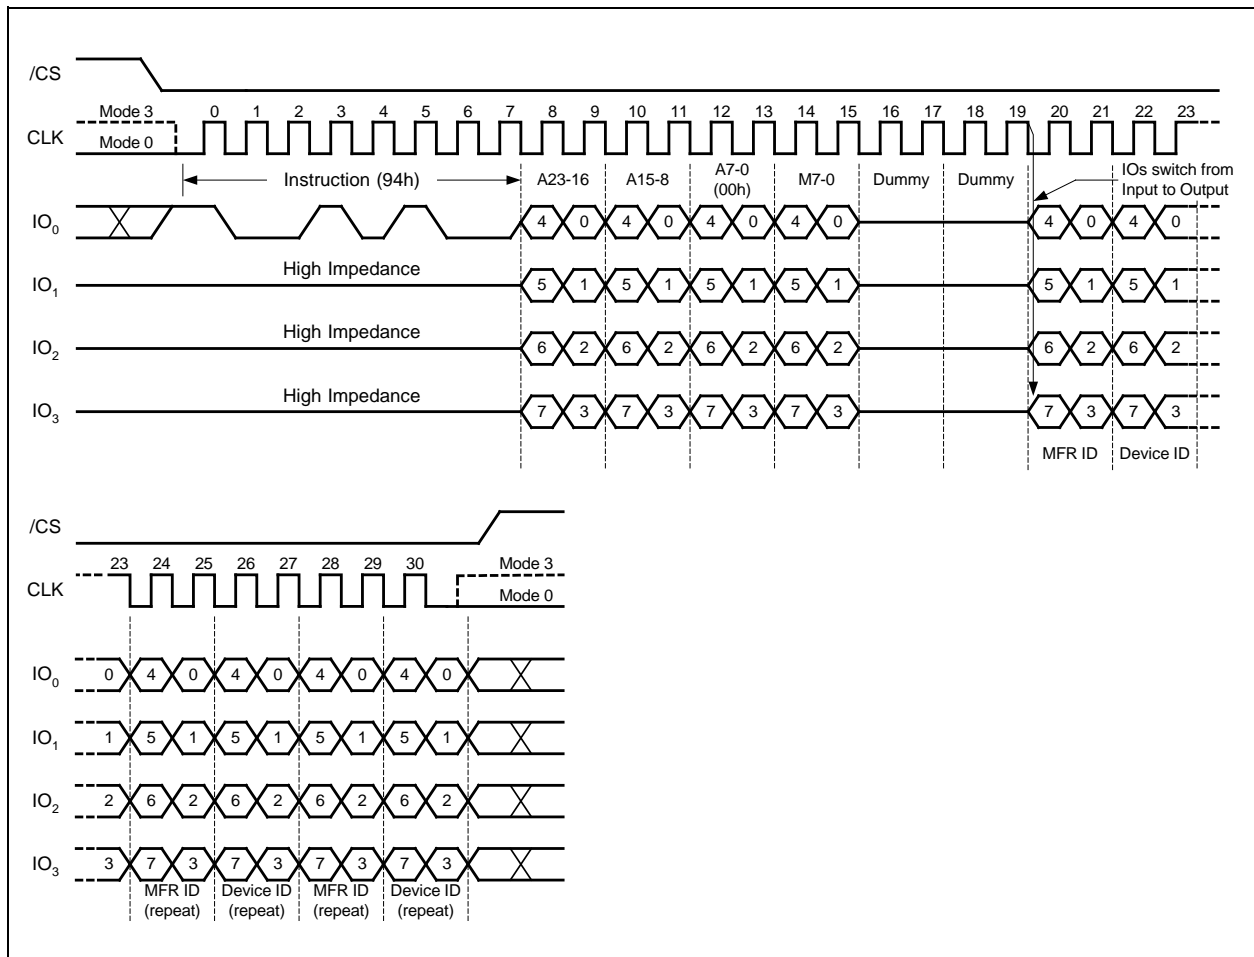 /CS
Mode 3 0 1 2 3 4 5 6 7 8 9 10 11 12 13 14 15 16 17 18 19 20 21 22 23
CLK
Mode 0
Instruction (94h)
A23-16
A15-8
A7-0
(00h)
M7-0
Dummy
Dummy
IOs switch from
Input to Output
IO0 4 0 4 0 4 0 4 0 4 0 4 0
High Impedance
IO1 5 1 5 1 5 1 5 1 5 1 5 1
High Impedance
IO2 6 2 6 2 6 2 6 2 6 2 6 2
High Impedance
IO3 7 3 7 3 7 3 7 3 7 3 7 3
MFR ID Device ID
/CS
23 24 25 26 27 28 29 30 Mode 3
CLK
Mode 0
IO0 0 4 0 4 0 4 0 4 0
IO1 1 5 1 5 1 5 1 5 1
IO2 2 6 2 6 2 6 2 6 2
IO3 3 7 3 7 3 7 3 7 3
MFR ID
(repeat)
Device ID
(repeat)
MFR ID
(repeat)
Device ID
(repeat)